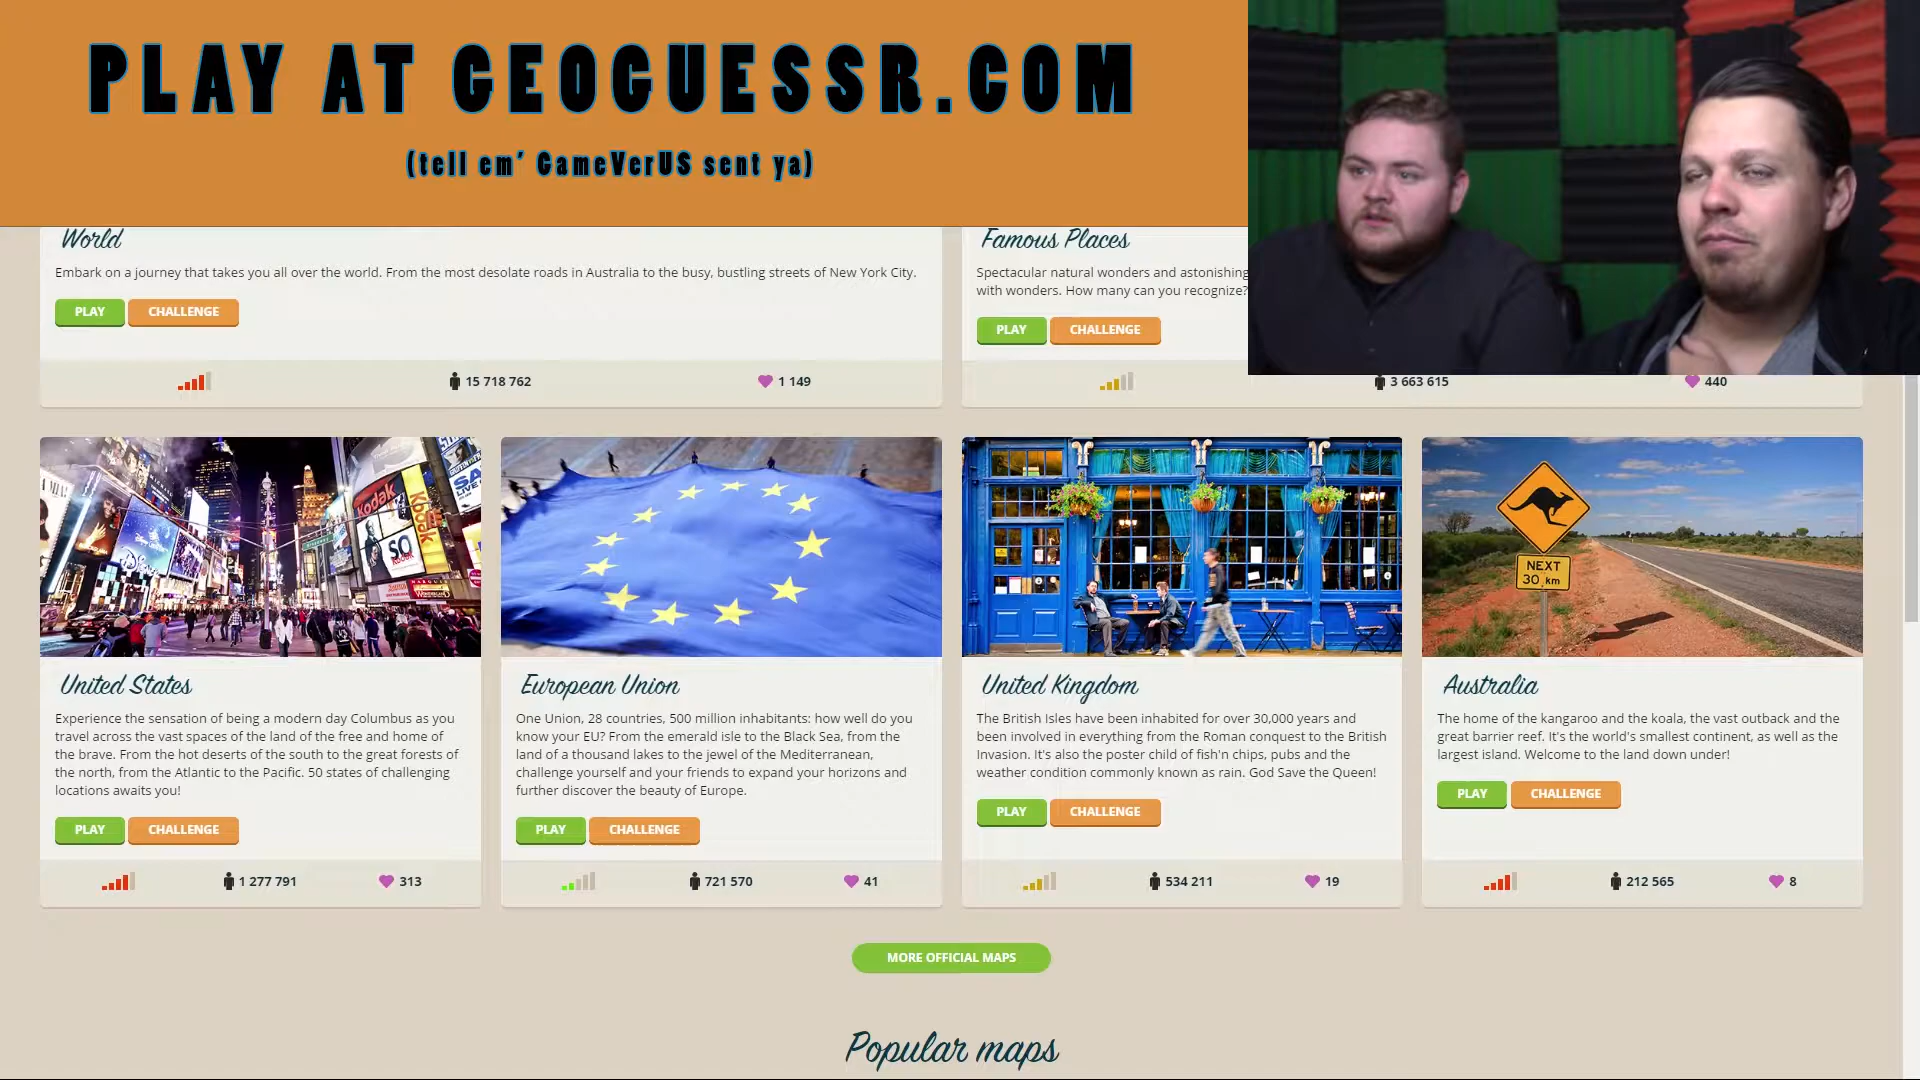 PLAY AT GEOGUESSR.COM
(tell em' GameVerUS sent ya)
World
Embark on a journey that takes you all over the world. From the most desolate roads in Australia to the busy, bustling streets of New York City.
PLAY CHALLENGE
15 718 762
1 149
Famous Places
Spectacular natural wonders and astonishing
with wonders. How many can you recognize?
PLAY CHALLENGE
3 663 615
440
Kodak
Kodak
SO
United States
Experience the sensation of being a modern day Columbus as you
travel across the vast spaces of the land of the free and home of
the brave. From the hot deserts of the south to the great forests of
the north, from the Atlantic to the Pacific. 50 states of challenging
locations awaits you!
PLAY CHALLENGE
1 277 791
313
European Union
One Union, 28 countries, 500 million inhabitants: how well do you
know your EU? From the emerald isle to the Black Sea, from the
land of a thousand lakes to the jewel of the Mediterranean,
challenge yourself and your friends to expand your horizons and
further discover the beauty of Europe.
PLAY CHALLENGE
721 570
41
United Kingdom
The British Isles have been inhabited for over 30,000 years and
been involved in everything from the Roman conquest to the British
Invasion. It's also the poster child of fish'n chips, pubs and the
weather condition commonly known as rain. God Save the Queen!
PLAY CHALLENGE
534 211
19
NEXT
30 km
Australia
The home of the kangaroo and the koala, the vast outback and the
great barrier reef. It's the world's smallest continent, as well as the
largest island. Welcome to the land down under!
PLAY CHALLENGE
212 565
8
MORE OFFICIAL MAPS
Popular maps